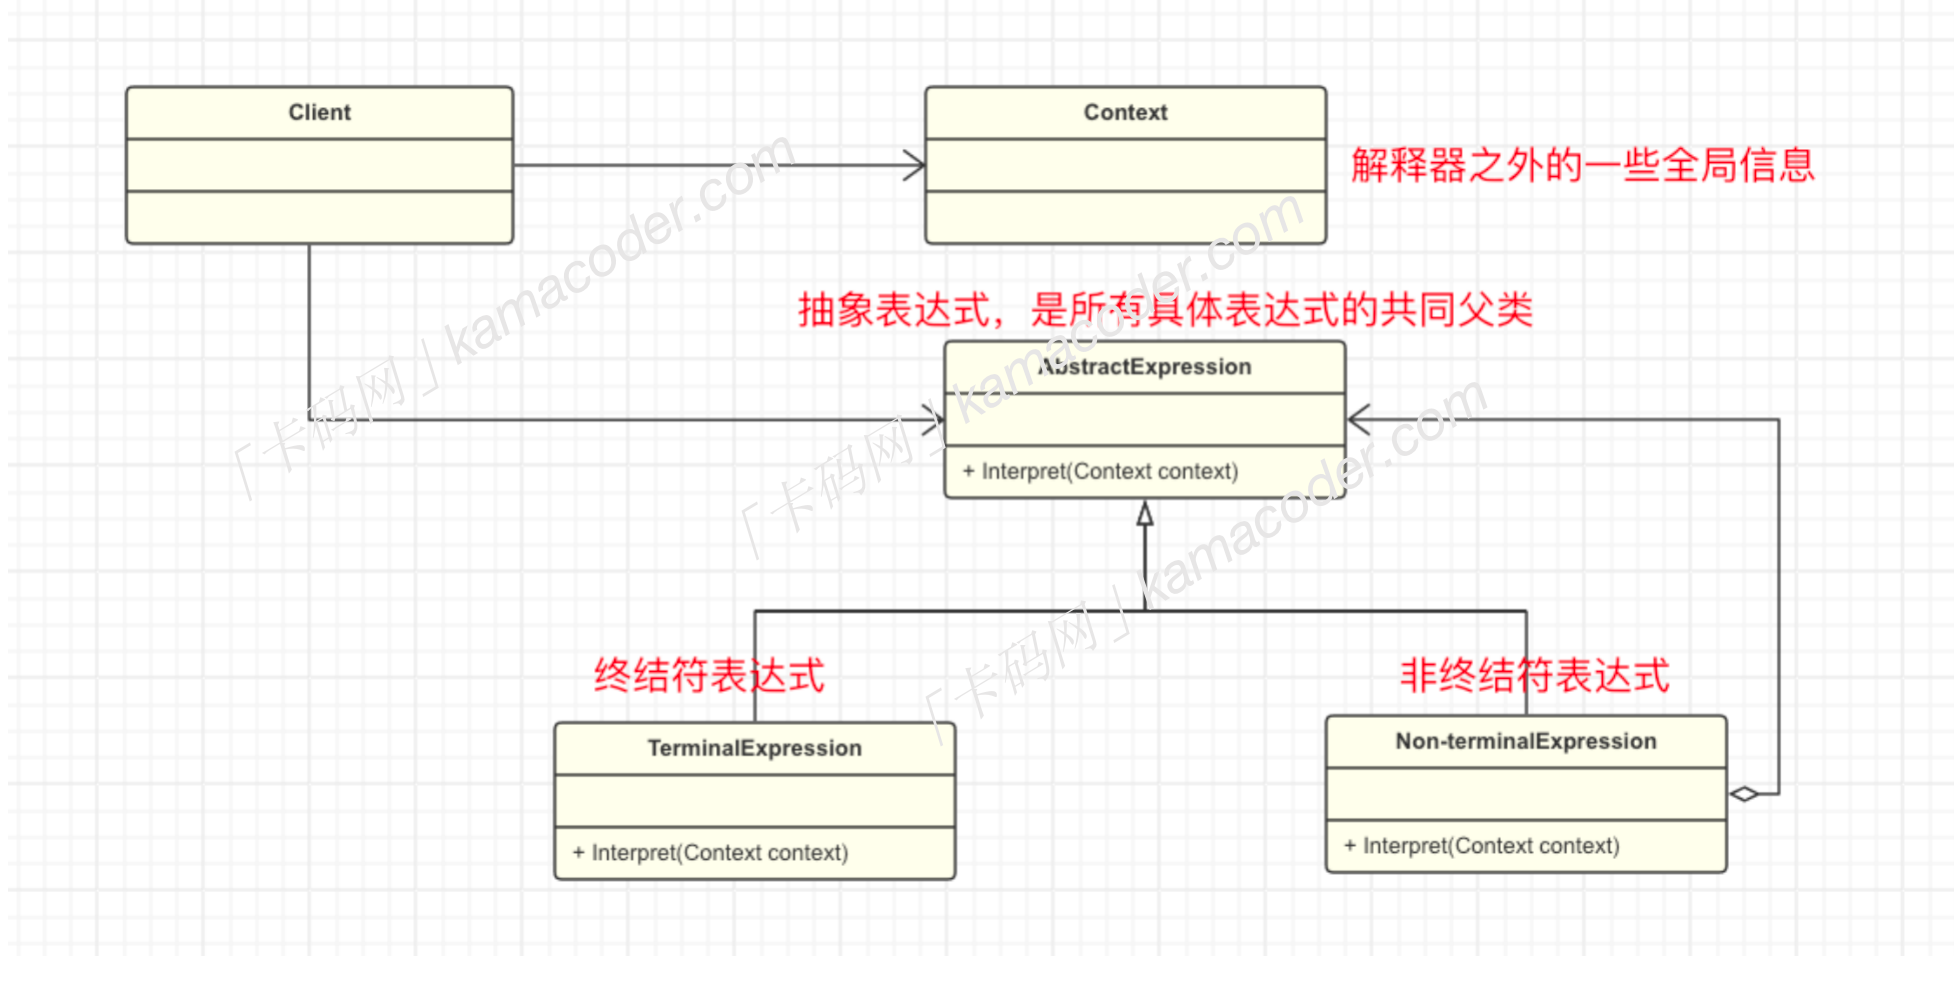 Client
Context
解释器之外的一些全局信息
抽象表达式，是所有具体表达式的共同父类
AbstractExpression
+ Interpret(Context context)
终结符表达式
非终结符表达式
TerminalExpression
+ Interpret(Context context)
Non-terminalExpression
+ Interpret(Context context)
「卡码网」kamacoder.com
「卡码网」kamacoder.com
「卡码网」kamacoder.com